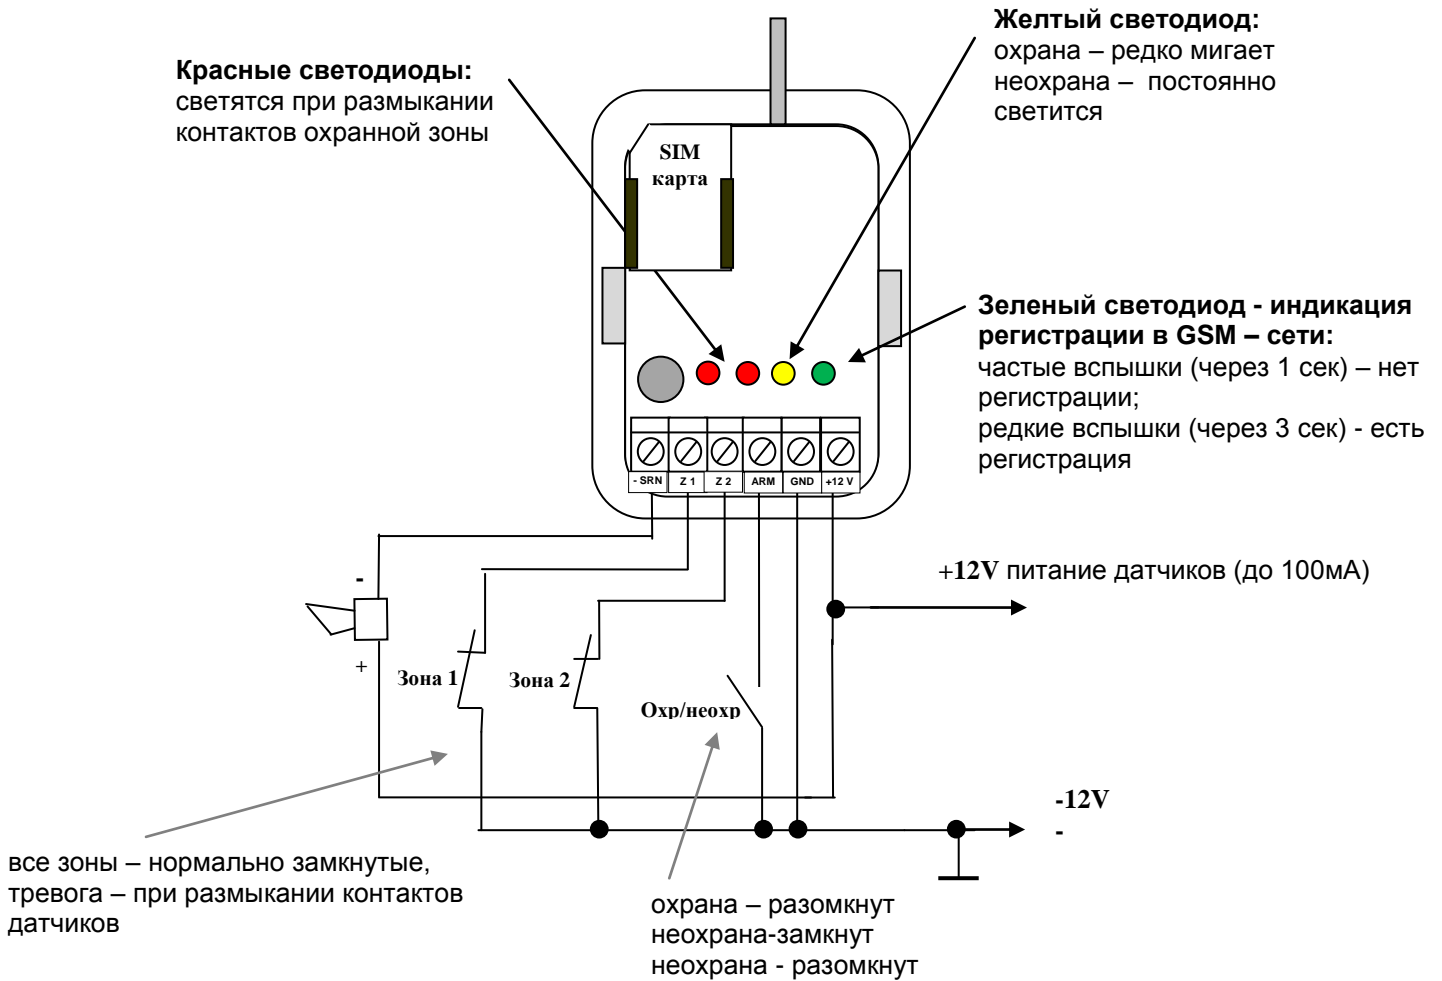 Желтый светодиод:
охрана – редко мигает
неохрана – постоянно
светится
Красные светодиоды:
светятся при размыкании
контактов охранной зоны
SIM
карта
Зеленый светодиод - индикация
регистрации в GSM – сети:
частые вспышки (через 1 сек) – нет
регистрации;
редкие вспышки (через 3 сек) - есть
регистрация
- SRN Z 1 Z 2 ARM GND +12 V
+12V питание датчиков (до 100мА)
-
+
Зона 1
Зона 2
Охр/неохр
-12V
-
все зоны – нормально замкнутые,
тревога – при размыкании контактов
датчиков
охрана – разомкнут
неохрана-замкнут
неохрана - разомкнут